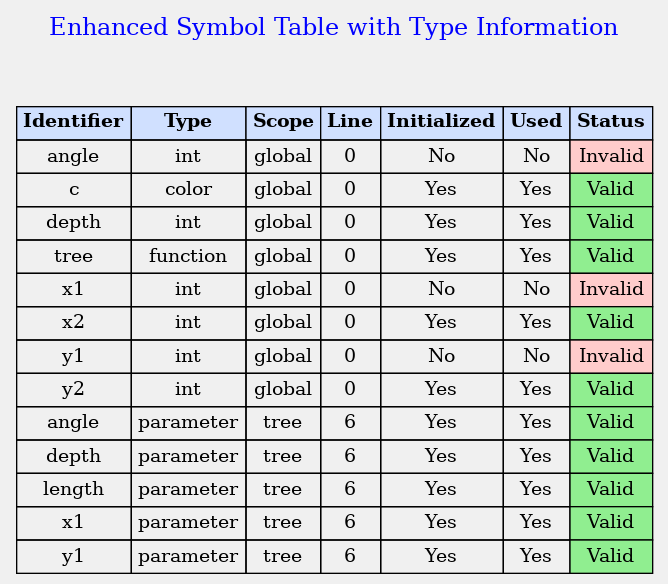 Enhanced Symbol Table with Type Information
Identifier Type Scope Line Initialized Used Status
angle int global 0 No No Invalid
c color global 0 Yes Yes Valid
depth int global 0 Yes Yes Valid
tree function global 0 Yes Yes Valid
x1 int global 0 No No Invalid
x2 int global 0 Yes Yes Valid
y1 int global 0 No No Invalid
y2 int global 0 Yes Yes Valid
angle parameter tree 6 Yes Yes Valid
depth parameter tree 6 Yes Yes Valid
length parameter tree 6 Yes Yes Valid
x1 parameter tree 6 Yes Yes Valid
y1 parameter tree 6 Yes Yes Valid